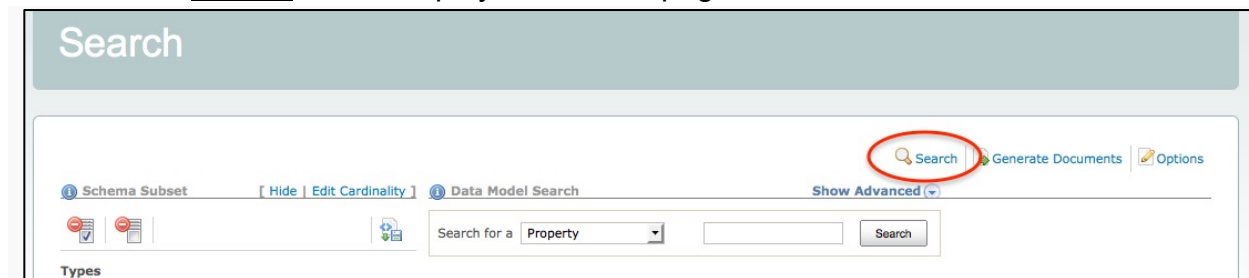 Search
Search Generate Documents Options
Schema Subset [ Hide | Edit Cardinality ] Data Model Search Show Advanced
Search for a Property Search
Types